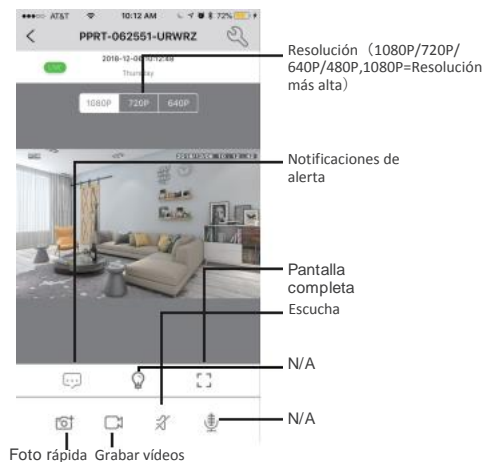 AT&T 10:12 AM 72%
PPRT-062551-URWRZ
LIVE
2018-12-06 10:12:49
Thursday
1080P 720P 640P
Resolución (1080P/720P/
640P/480P,1080P=Resolución
más alta)
Notificaciones de
alerta
Pantalla
completa
Escucha
N/A
N/A
Foto rápida Grabar vídeos